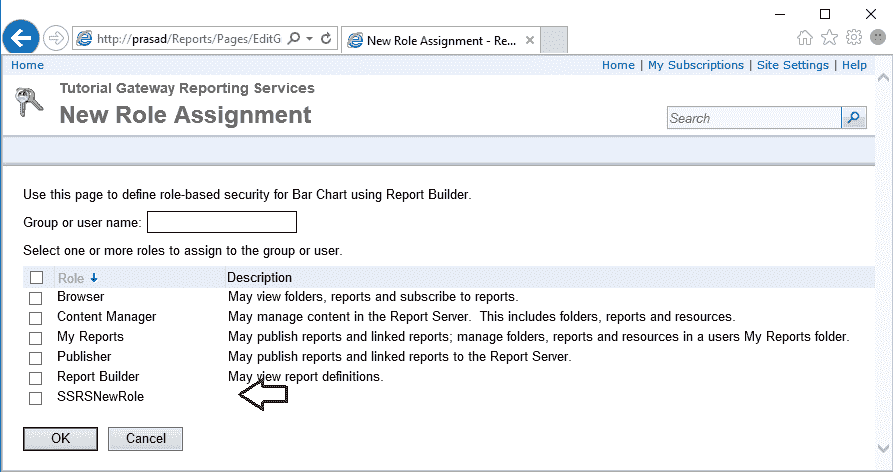 http://prasad/Reports/Pages/EditG
New Role Assignment - Re...
Home
Home | My Subscriptions | Site Settings | Help
Tutorial Gateway Reporting Services
New Role Assignment
Search
Use this page to define role-based security for Bar Chart using Report Builder.
Group or user name:
Select one or more roles to assign to the group or user.
Role Description
Browser May view folders, reports and subscribe to reports.
Content Manager May manage content in the Report Server. This includes folders, reports and resources.
My Reports May publish reports and linked reports; manage folders, reports and resources in a users My Reports folder.
Publisher May publish reports and linked reports to the Report Server.
Report Builder May view report definitions.
SSRSNewRole
OK Cancel